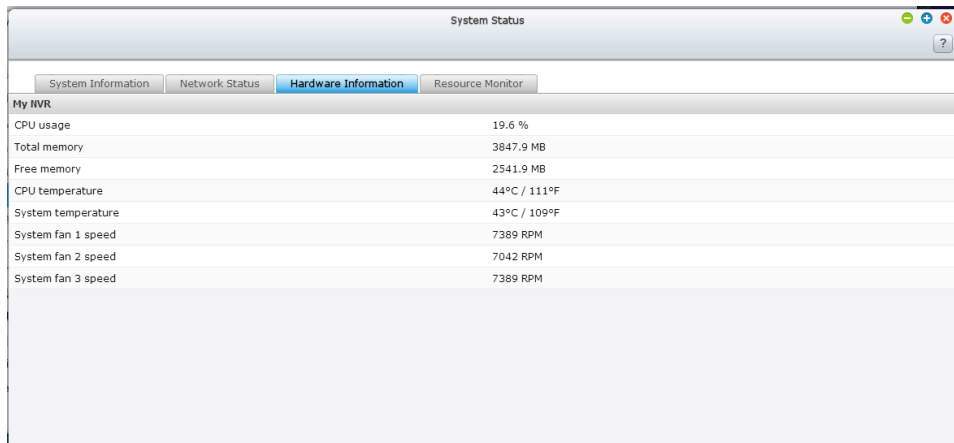 System Status
?
System Information Network Status Hardware Information Resource Monitor
My NVR
CPU usage 19.6 %
Total memory 3847.9 MB
Free memory 2541.9 MB
CPU temperature 44°C / 111°F
System temperature 43°C / 109°F
System fan 1 speed 7389 RPM
System fan 2 speed 7042 RPM
System fan 3 speed 7389 RPM